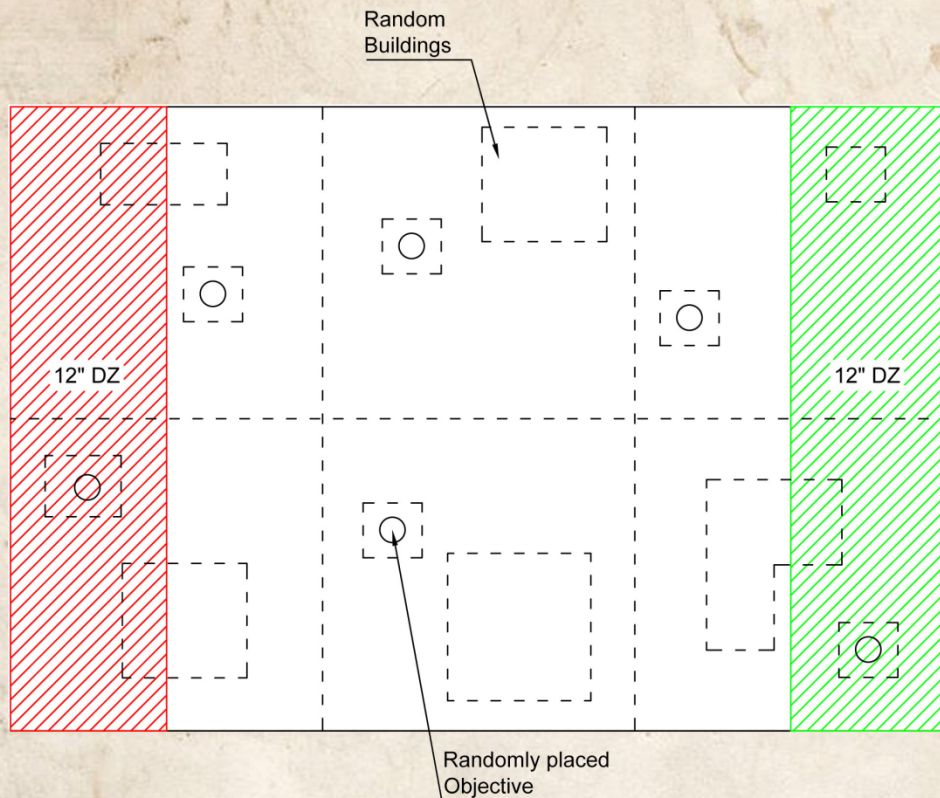 Random
Buildings
12" DZ
12" DZ
Randomly placed
Objective